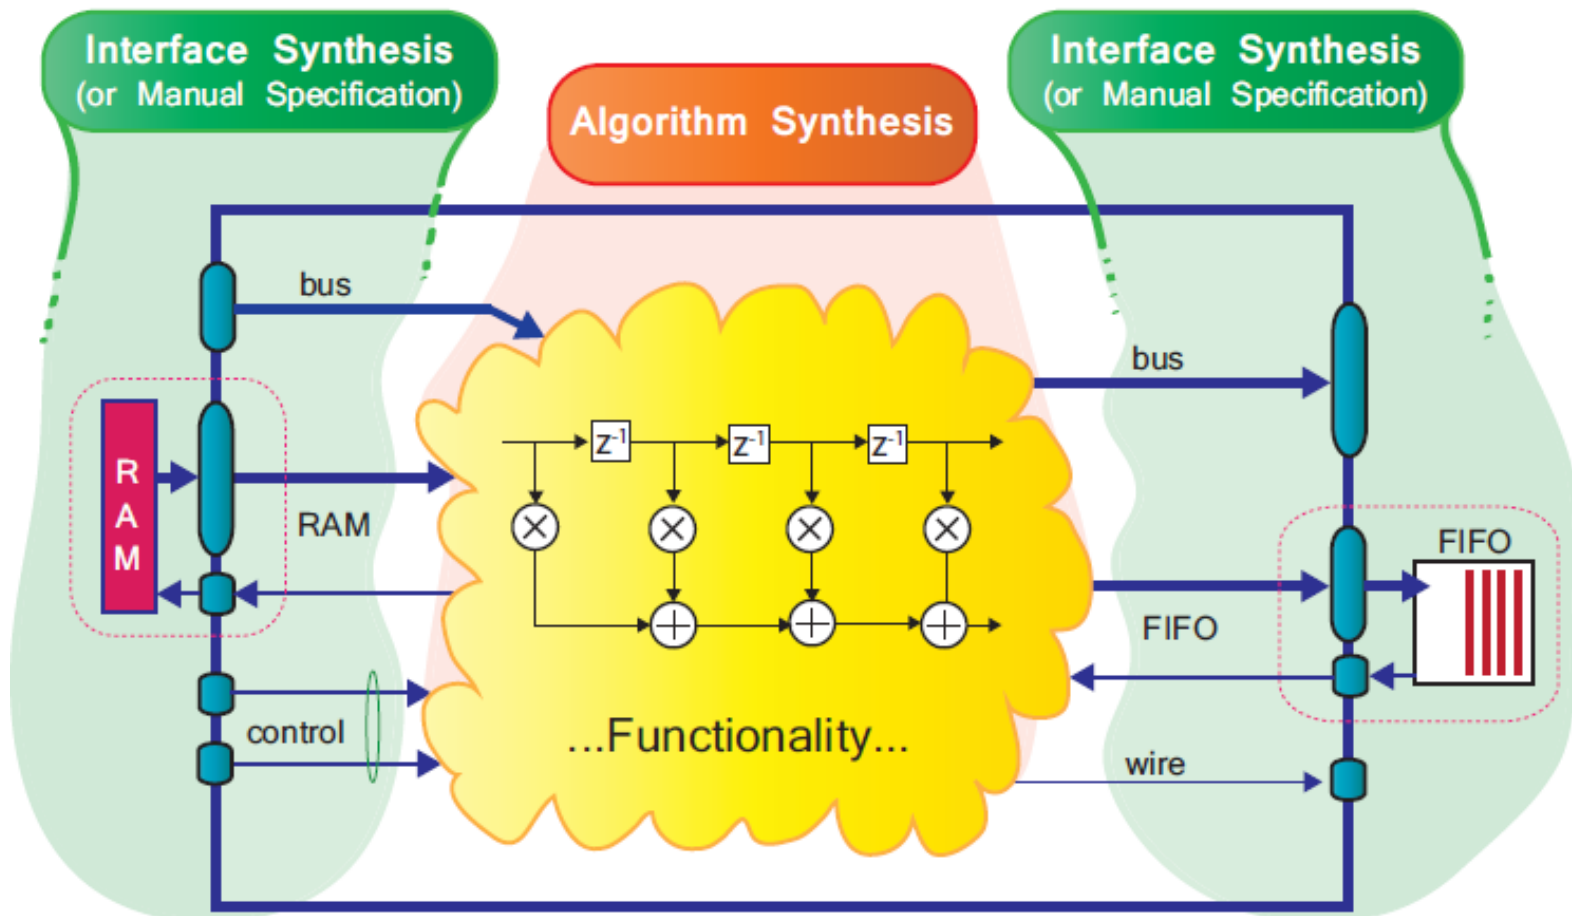 Interface Synthesis
(or Manual Specification)
Algorithm Synthesis
Interface Synthesis
(or Manual Specification)
bus
bus
R
A
M
RAM
z-1
z-1
z-1
FIFO
FIFO
control
...Functionality...
wire